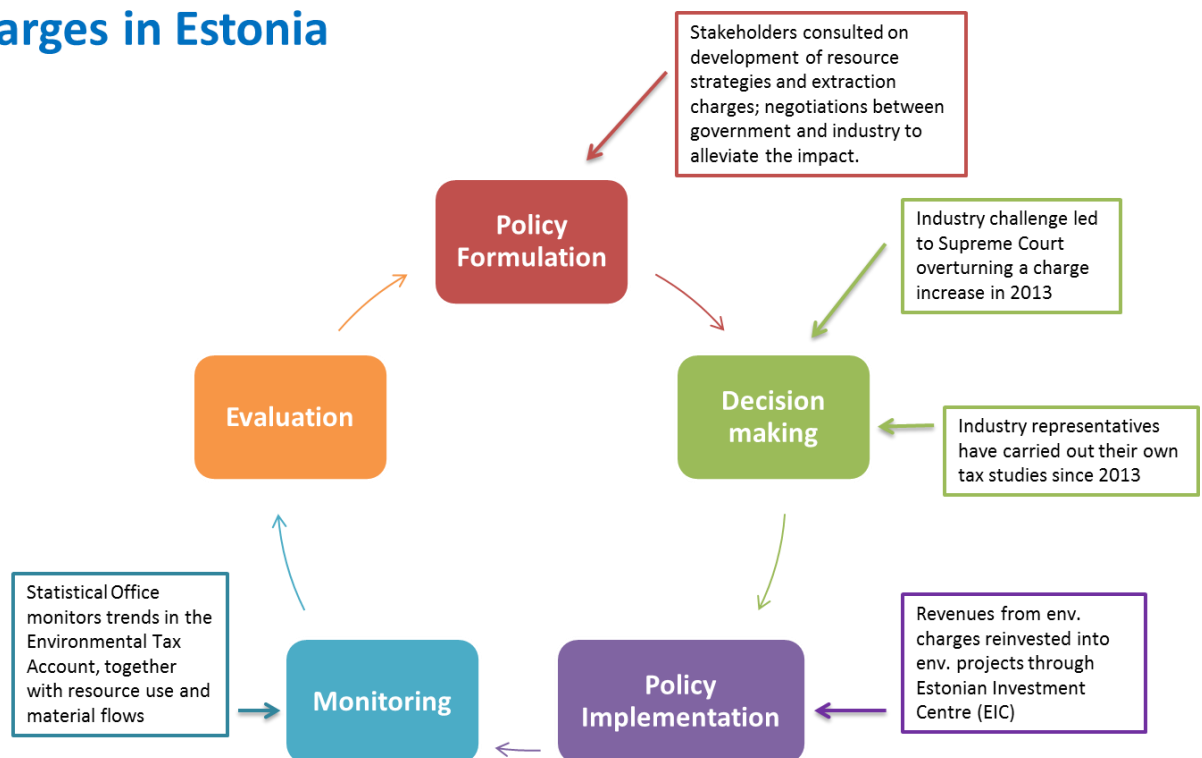 arges in Estonia
Stakeholders consulted on
development of resource
strategies and extraction
charges; negotiations between
government and industry to
alleviate the impact.
Policy
Formulation
Industry challenge led
to Supreme Court
overturning a charge
increase in 2013
Evaluation
Decision
making
Industry representatives
have carried out their own
tax studies since 2013
Statistical Office
monitors trends in the
Environmental Tax
Account, together
with resource use and
material flows
Monitoring
Policy
Implementation
Revenues from env.
charges reinvested into
env. projects through
Estonian Investment
Centre (EIC)